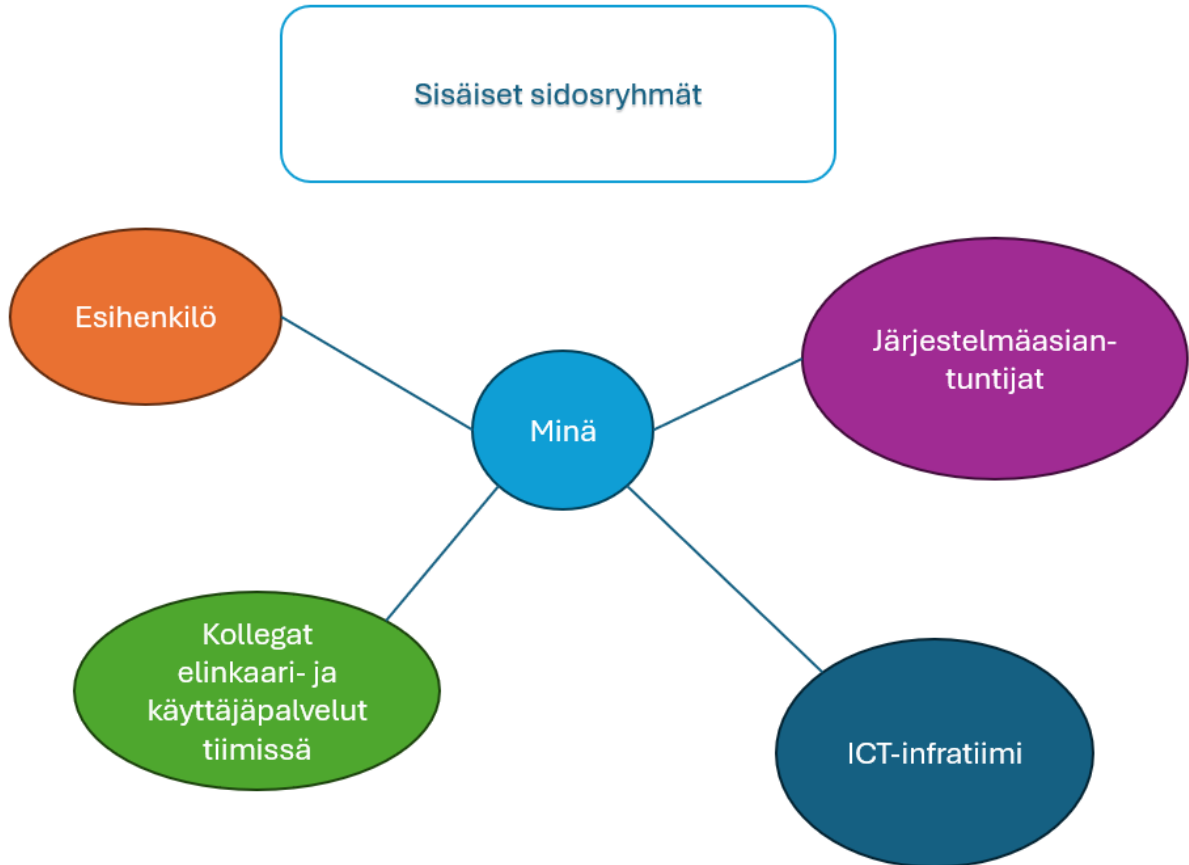 Sisäiset sidosryhmät
Esihenkilö
Järjestelmäasian-
tuntijat
Minä
Kollegat
elinkaari- ja
käyttäjäpalvelut
tiimissä
ICT-infratiimi